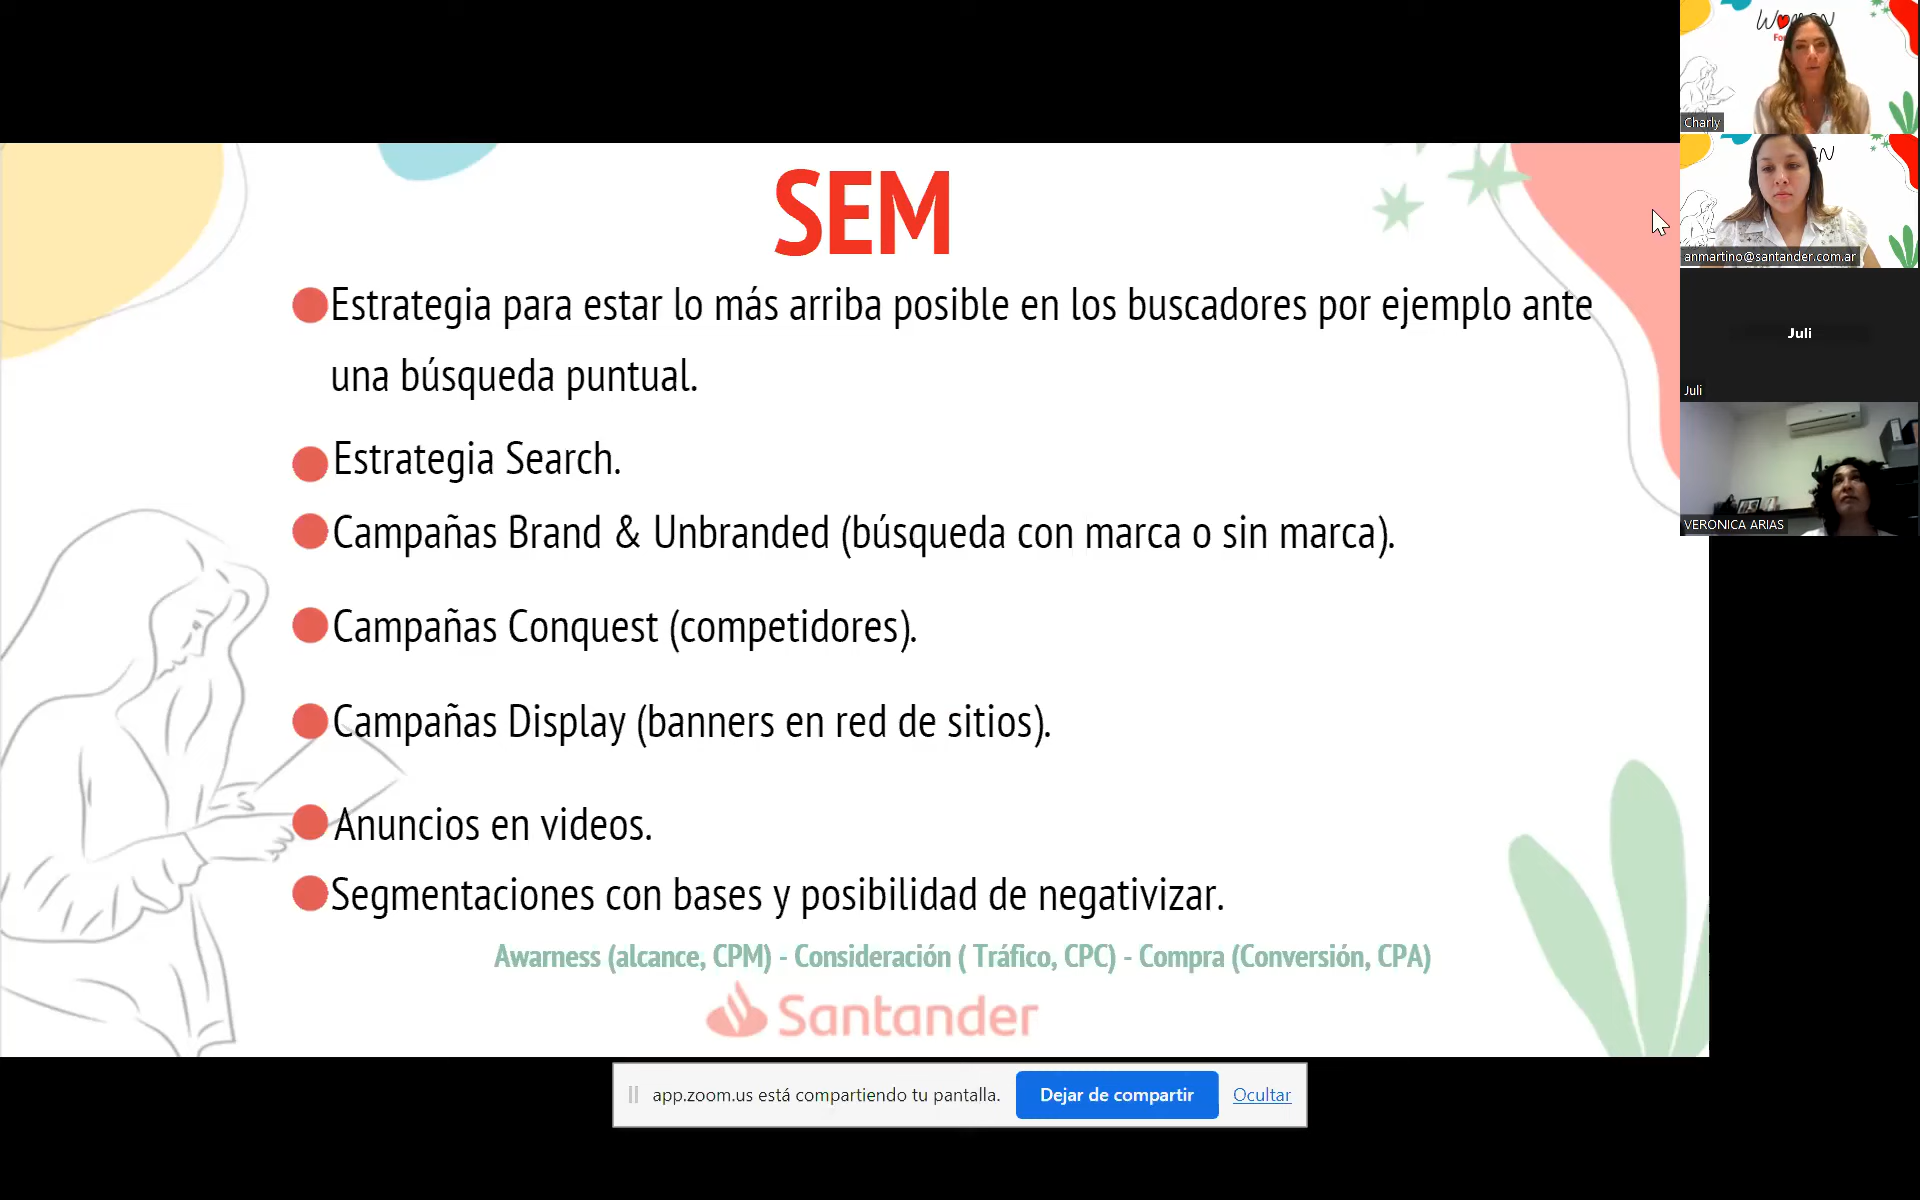 SEM
Estrategia para estar lo más arriba posible en los buscadores por ejemplo ante
una búsqueda puntual.
Estrategia Search.
Campañas Brand & Unbranded (búsqueda con marca o sin marca).
Campañas Conquest (competidores).
Campañas Display (banners en red de sitios).
Anuncios en videos.
Segmentaciones con bases y posibilidad de negativizar.
Awarness (alcance, CPM) - Consideración ( Tráfico, CPC) - Compra (Conversión, CPA)
Santander
app.zoom.us está compartiendo tu pantalla.
Dejar de compartir
Ocultar
Charly
anmartino@santander.com.ar
Juli
Juli
VERONICA ARIAS